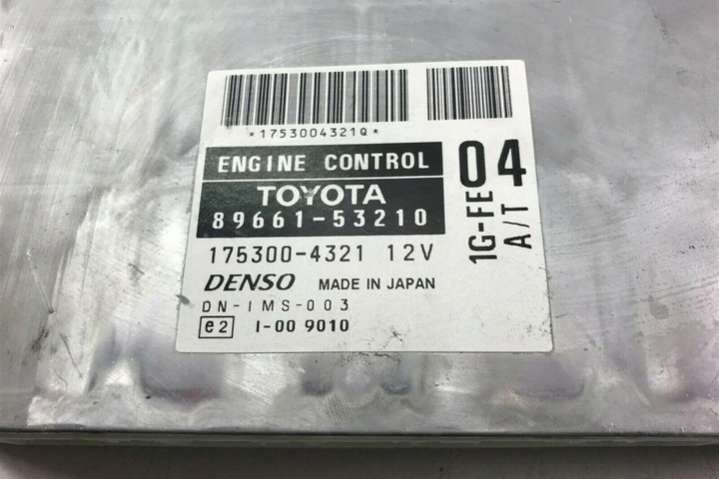 *1753004321Q*
ENGINE CONTROL
TOYOTA
89661-53210
175300-4321 12V
DENSO MADE IN JAPAN
DN-IMS-003
e2 I-00 9010
04
1G-FE
A/T